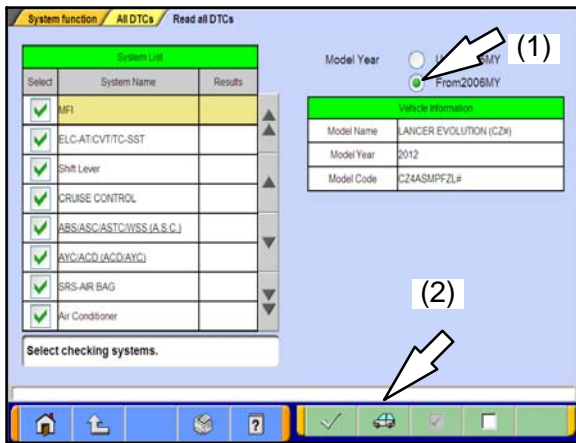 System function All DTCs Read all DTCs
System List
Select System Name Results
MFI
ELC-AT/CVT/TC-SST
Shift Lever
CRUISE CONTROL
ABS/ASC/ASTC/WSS (A.S.C.)
AYC/ACD (ACD/AYC)
SRS-AIR BAG
Air Conditioner
Select checking systems.
Model Year
(1)
From2006MY
Vehicle Information
Model Name LANCER EVOLUTION (CZ#)
Model Year 2012
Model Code CZ4ASMPFZL#
(2)
?